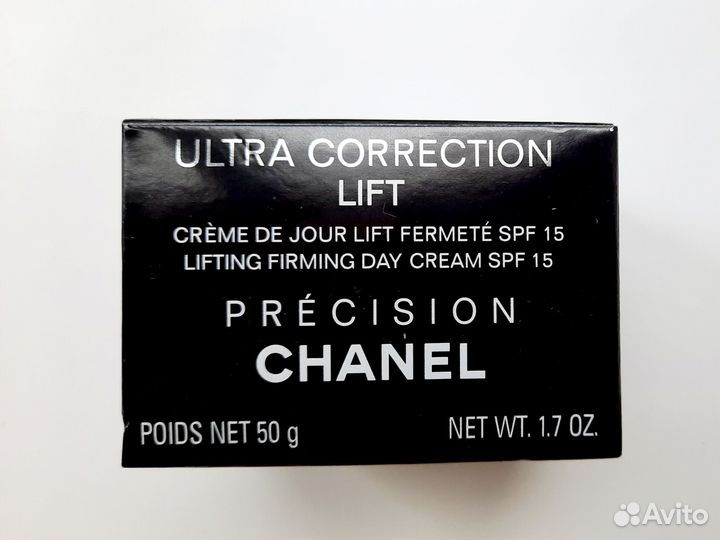 ULTRA CORRECTION
LIFT
CRÈME DE JOUR LIFT FERMETÉ SPF 15
LIFTING FIRMING DAY CREAM SPF 15
PRÉCISION
CHANEL
POIDS NET 50 g NET WT. 1.7 OZ.
Avito